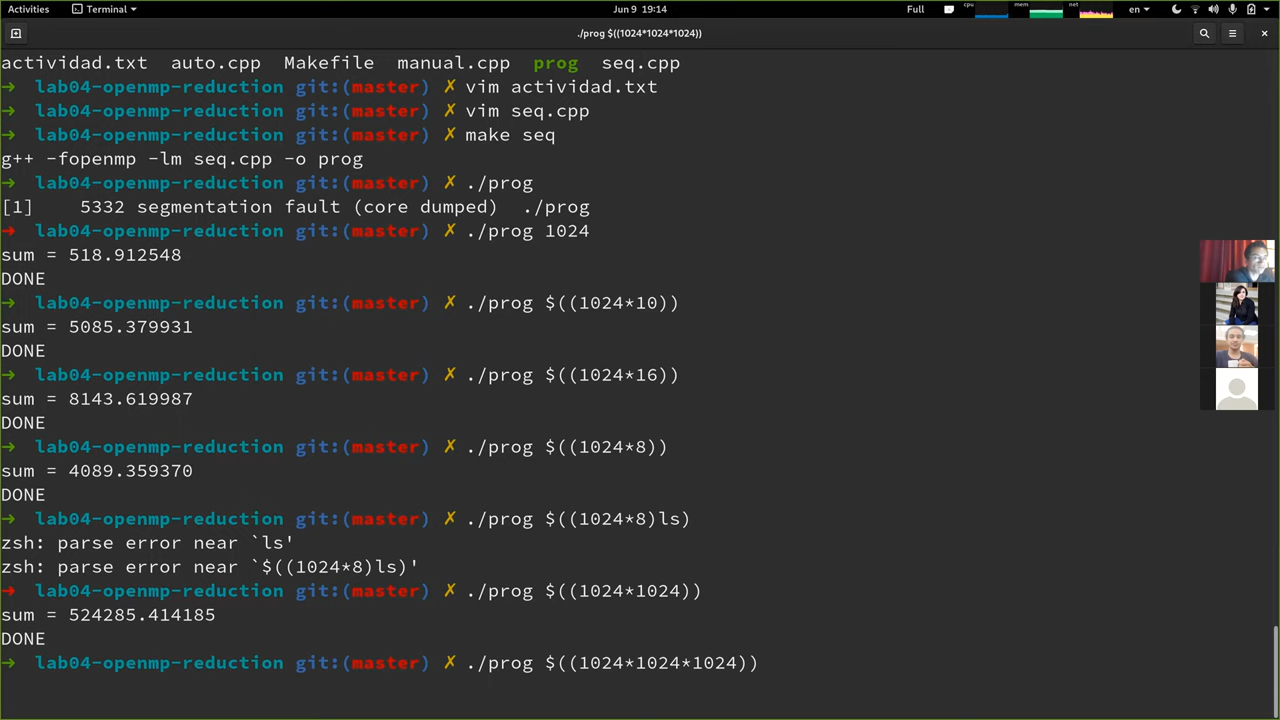 Activities Terminal Jun 9 19:14 Full cpu mem net en
./prog $((1024*1024*1024))
actividad.txt auto.cpp Makefile manual.cpp prog seq.cpp
→ lab04-openmp-reduction git:(master) ✗ vim actividad.txt
→ lab04-openmp-reduction git:(master) ✗ vim seq.cpp
→ lab04-openmp-reduction git:(master) ✗ make seq
g++ -fopenmp -lm seq.cpp -o prog
→ lab04-openmp-reduction git:(master) ✗ ./prog
[1] 5332 segmentation fault (core dumped) ./prog
→ lab04-openmp-reduction git:(master) ✗ ./prog 1024
sum = 518.912548
DONE
→ lab04-openmp-reduction git:(master) ✗ ./prog $((1024*10))
sum = 5085.379931
DONE
→ lab04-openmp-reduction git:(master) ✗ ./prog $((1024*16))
sum = 8143.619987
DONE
→ lab04-openmp-reduction git:(master) ✗ ./prog $((1024*8))
sum = 4089.359370
DONE
→ lab04-openmp-reduction git:(master) ✗ ./prog $((1024*8)ls)
zsh: parse error near `ls'
zsh: parse error near `$((1024*8)ls)'
→ lab04-openmp-reduction git:(master) ✗ ./prog $((1024*1024))
sum = 524285.414185
DONE
→ lab04-openmp-reduction git:(master) ✗ ./prog $((1024*1024*1024))